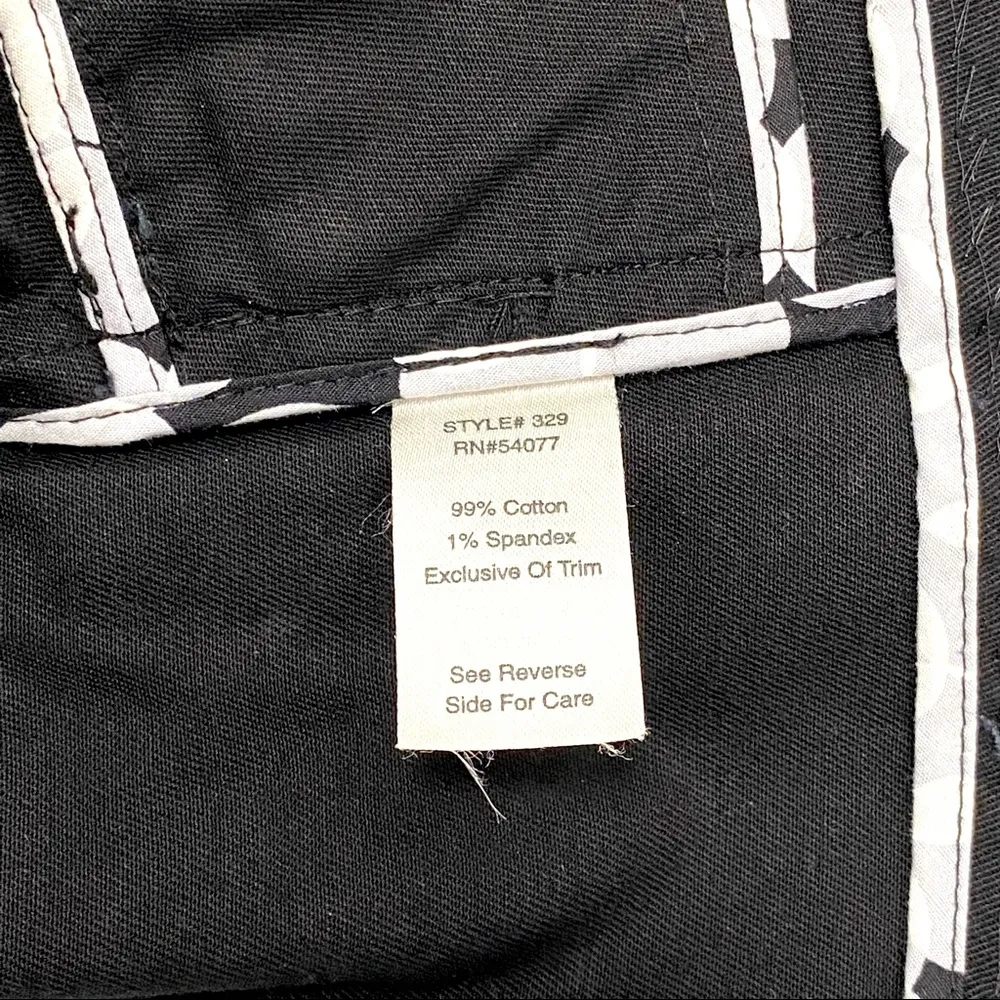 STYLE# 329
RN#54077
99% Cotton
1% Spandex
Exclusive Of Trim
See Reverse
Side For Care